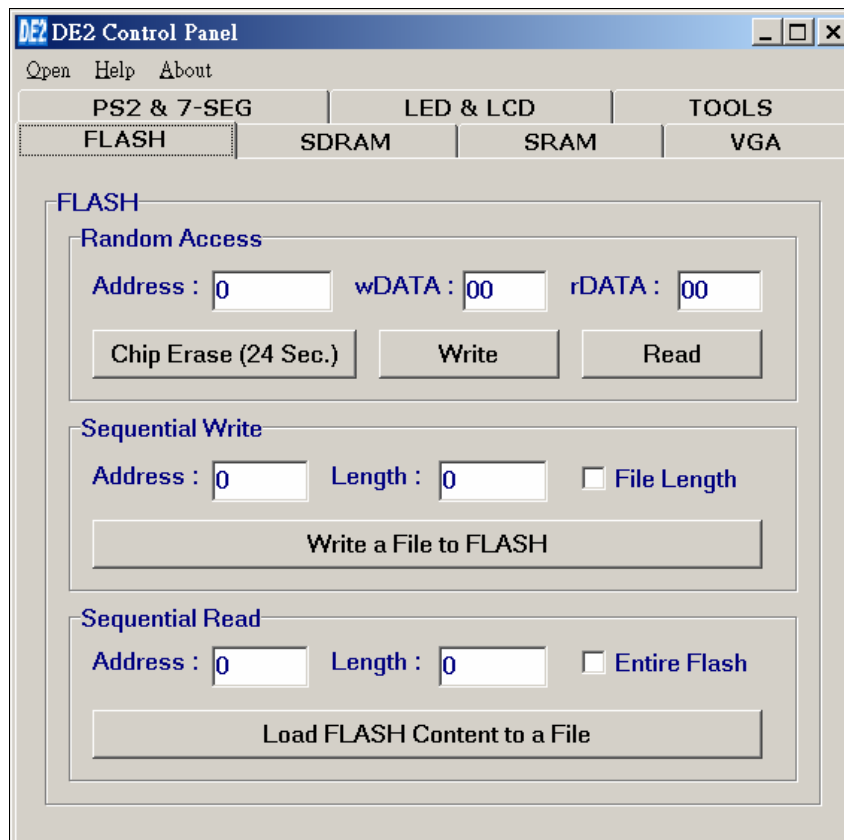 DE2 DE2 Control Panel
Open Help About
PS2 & 7-SEG LED & LCD TOOLS
FLASH SDRAM SRAM VGA
FLASH
Random Access
Address : 0 wDATA : 00 rDATA : 00
Chip Erase (24 Sec.) Write Read
Sequential Write
Address : 0 Length : 0 File Length
Write a File to FLASH
Sequential Read
Address : 0 Length : 0 Entire Flash
Load FLASH Content to a File